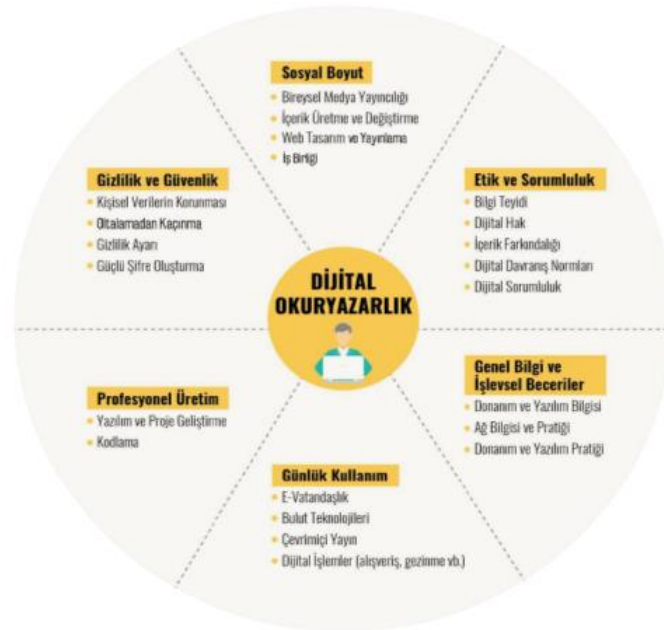 Sosyal Boyut
Bireysel Medya Yayıncılığı
İçerik Üretme ve Değiştirme
Web Tasarım ve Yayınlama
İş Birliği
Gizlilik ve Güvenlik
Kişisel Verilerin Korunması
Oltalamadan Kaçınma
Gizlilik Ayarı
Güçlü Şifre Oluşturma
Etik ve Sorumluluk
Bilgi Teyidi
Dijital Hak
İçerik Farkındalığı
Dijital Davranış Normları
Dijital Sorumluluk
DİJİTAL
OKURYAZARLIK
Profesyonel Üretim
Yazılım ve Proje Geliştirme
Kodlama
Genel Bilgi ve
İşlevsel Beceriler
Donanım ve Yazılım Bilgisi
Ağ Bilgisi ve Pratiği
Donanım ve Yazılım Pratiği
Günlük Kullanım
E-Vatandaşlık
Bulut Teknolojileri
Çevrimiçi Yayın
Dijital İşlemler (alışveriş, gezinme vb.)